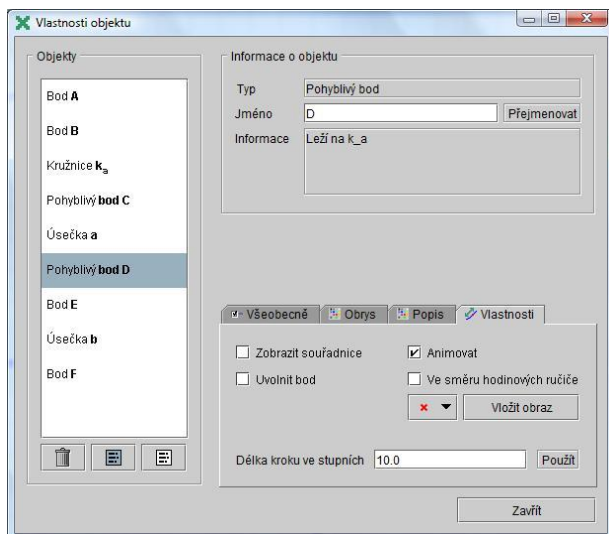 Vlastnosti objektu
Objekty
Bod A
Bod B
Kružnice kₐ
Pohyblivý bod C
Úsečka a
Pohyblivý bod D
Bod E
Úsečka b
Bod F
Informace o objektu
Typ Pohyblivý bod
Jméno D Přejmenovat
Informace Leží na k_a
Všeobecné Obrys Popis Vlastnosti
Zobrazit souřadnice Animovat
Uvolnit bod Ve směru hodinových ručiče
Vložit obraz
Délka kroku ve stupních 10.0 Použít
Zavřít